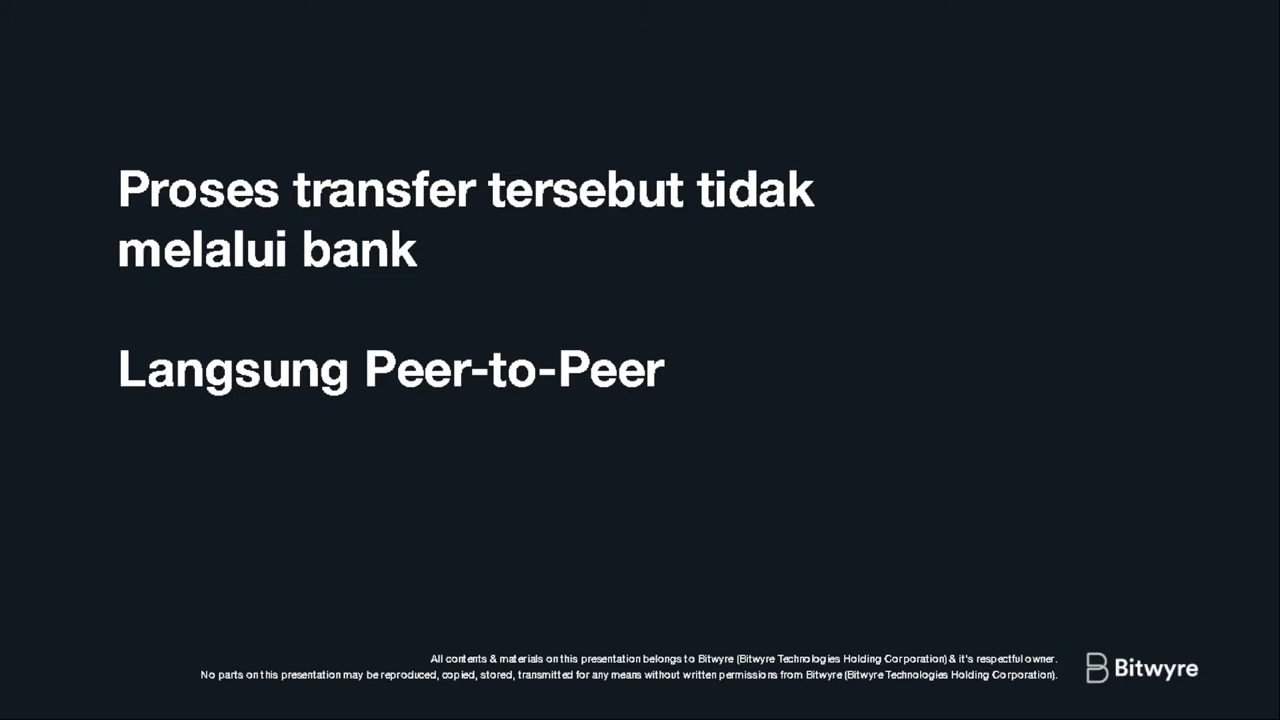 Proses transfer tersebut tidak
melalui bank
Langsung Peer-to-Peer
All contents & materials on this presentation belongs to Bitwyre (Bitwyre Technologies Holding Corporation) & it's respectful owner.
No parts on this presentation may be reproduced, copied, stored, transmitted for any means without written permissions from Bitwyre (Bitwyre Technologies Holding Corporation).
Bitwyre